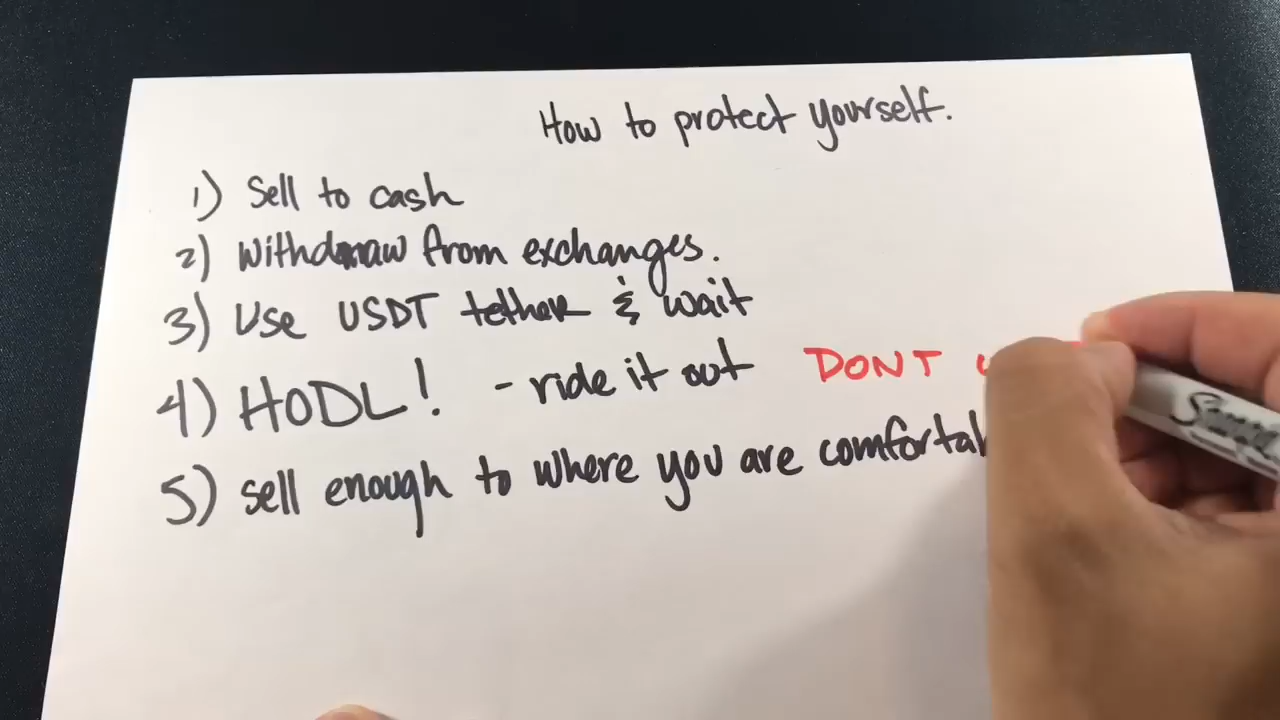 How to protect yourself.
1) Sell to cash
2) Withdraw from exchanges.
3) Use USDT tether & wait
4) HODL! - ride it out DONT
5) sell enough to where you are